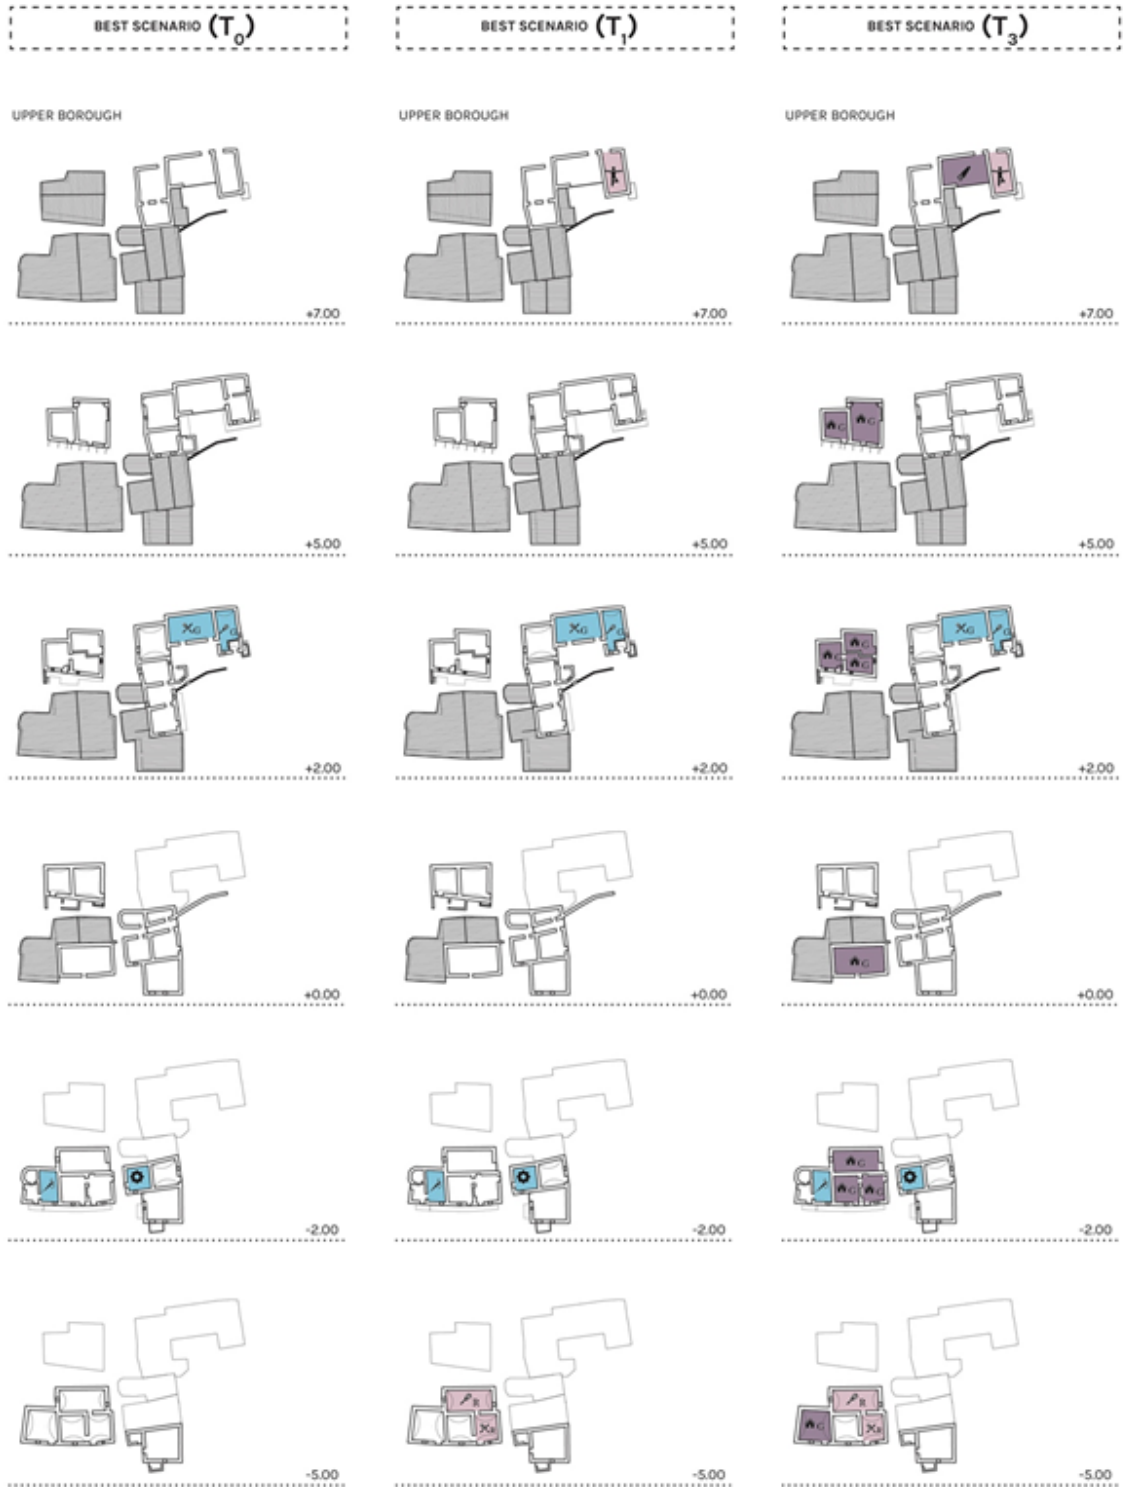 BEST SCENARIO (T0)
BEST SCENARIO (T1)
BEST SCENARIO (T3)
UPPER BOROUGH
UPPER BOROUGH
UPPER BOROUGH
+7.00
+7.00
+7.00
G
G
+5.00
+5.00
+5.00
G
G
G
G
G
G
G
G
G
+2.00
+2.00
+2.00
G
+0.00
+0.00
+0.00
G
G
G
-2.00
-2.00
-2.00
R
R
R
R
G
-5.00
-5.00
-5.00